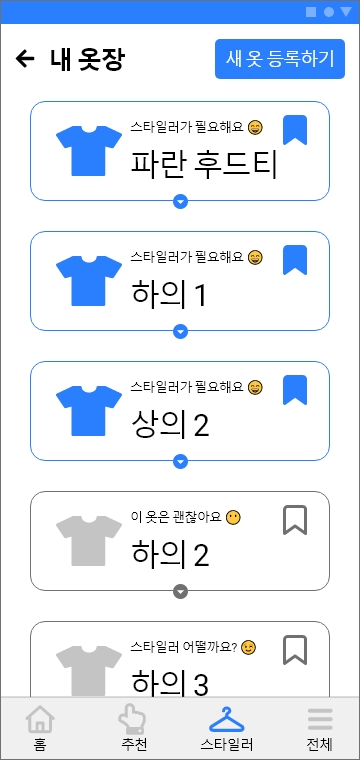 내 옷장
새 옷 등록하기
스타일러가 필요해요 😄
파란 후드티
스타일러가 필요해요 😄
하의 1
스타일러가 필요해요 😄
상의 2
이 옷은 괜찮아요 😶
하의 2
스타일러 어떨까요? 😉
하의 3
홈
추천
스타일러
전체